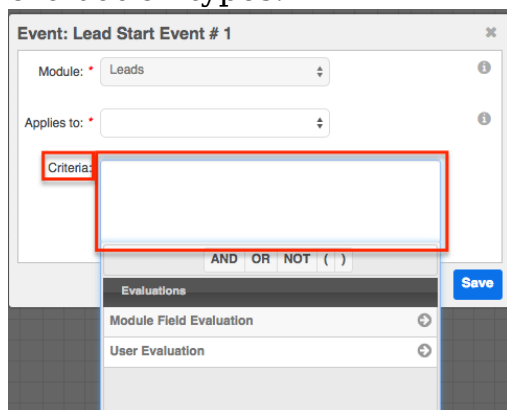 Event: Lead Start Event # 1
Module: * Leads
Applies to: *
Criteria:
AND OR NOT ( )
Evaluations
Save
Module Field Evaluation
User Evaluation